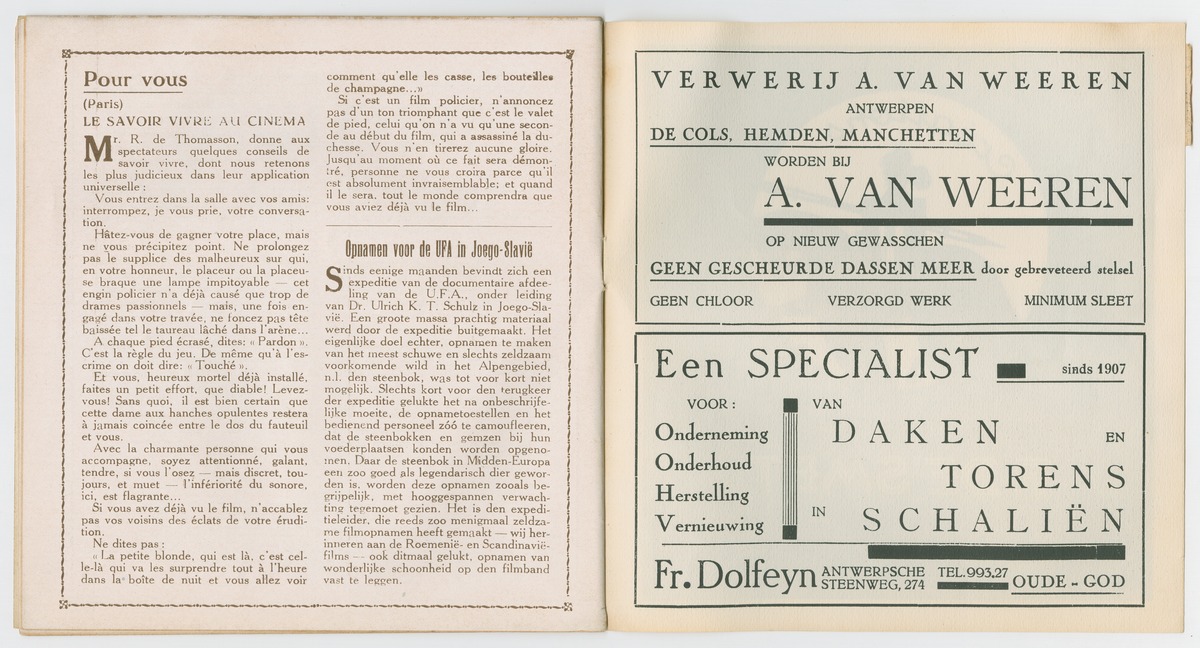 Pour vous
(Paris)
LE SAVOIR VIVRE AU CINEMA
Mr. R. de Thomasson, donne aux
spectateurs quelques conseils de
savoir vivre, dont nous retenons
les plus judicieux dans leur application
universelle :
Vous entrez dans la salle avec vos amis:
interrompez, je vous prie, votre conversa-
tion.
Hâtez-vous de gagner votre place, mais
ne vous précipitez point. Ne prolongez
pas le supplice des malheureux sur qui,
en votre honneur, le placeur ou la placeu-
se braque une lampe impitoyable — cet
engin policier n'a déjà causé que trop de
drames passionnels — mais, une fois en-
gagé dans votre travée, ne foncez pas tête
baissée tel le taureau lâché dans l'arène...
A chaque pied écrasé, dites: « Pardon ».
C'est la règle du jeu. De même qu'à l'es-
crime on doit dire: « Touché ».
Et vous, heureux mortel déjà installé,
faites un petit effort, que diable! Levez-
vous! Sans quoi, il est bien certain que
cette dame aux hanches opulentes restera
à jamais coincée entre le dos du fauteuil
et vous.
Avec la charmante personne qui vous
accompagne, soyez attentionné, galant,
tendre, si vous l'osez — mais discret, tou-
jours, et muet — l'infériorité du sonore,
ici, est flagrante...
Si vous avez déjà vu le film, n'accablez
pas vos voisins des éclats de votre érudi-
tion.
Ne dites pas :
« La petite blonde, qui est là, c'est cel-
le-là qui va les surprendre tout à l'heure
dans la boîte de nuit et vous allez voir
comment qu'elle les casse, les bouteilles
de champagne...»
Si c'est un film policier, n'annoncez
pas d'un ton triomphant que c'est le valet
de pied, celui qu'on n'a vu qu'une secon-
de au début du film, qui a assassiné la du-
chesse. Vous n'en tirerez aucune gloire.
Jusqu'au moment où ce fait sera démon-
tré, personne ne vous croira parce qu'il
est absolument invraisemblable; et quand
il le sera, tout le monde comprendra que
vous aviez déjà vu le film...
Opnamen voor de UFA in Joego-Slavië
Sinds eenige maanden bevindt zich een
expeditie van de documentaire afdee-
ling van de U.F.A., onder leiding
van Dr. Ulrich K. T. Schulz in Joego-Sla-
vië. Een groote massa prachtig materiaal
werd door de expeditie buitgemaakt. Het
eigenlijke doel echter, opnamen te maken
van het meest schuwe en slechts zeldzaam
voorkomende wild in het Alpengebied,
n.l. den steenbok, was tot voor kort niet
mogelijk. Slechts kort voor den terugkeer
der expeditie gelukte het na onbeschrijfe-
lijke moeite, de opnametoestellen en het
bedienend personeel zóó te camoufleeren,
dat de steenbokken en gemzen bij hun
voederplaatsen konden worden opgeno-
men. Daar de steenbok in Midden-Europa
een zoo goed als legendarisch dier gewor-
den is, worden deze opnamen zooals be-
grijpelijk, met hooggespannen verwach-
ting tegemoet gezien. Het is den expedi-
tieleider, die reeds zoo menigmaal zeldza-
me filmopnamen heeft gemaakt — wij her-
inneren aan de Roemenië- en Scandinavië-
films — ook ditmaal gelukt, opnamen van
wonderlijke schoonheid op den filmband
vast te leggen.
VERWERIJ A. VAN WEEREN
ANTWERPEN
DE COLS, HEMDEN, MANCHETTEN
WORDEN BIJ
A. VAN WEEREN
OP NIEUW GEWASSCHEN
GEEN GESCHEURDE DASSEN MEER door gebreveteerd stelsel
GEEN CHLOOR VERZORGD WERK MINIMUM SLEET
Een SPECIALIST sinds 1907
VOOR : VAN
Onderneming DAKEN EN
Onderhoud TORENS
Herstelling
Vernieuwing IN SCHALIËN
Fr. Dolfeyn ANTWERPSCHE STEENWEG, 274 TEL. 993,27 OUDE - GOD